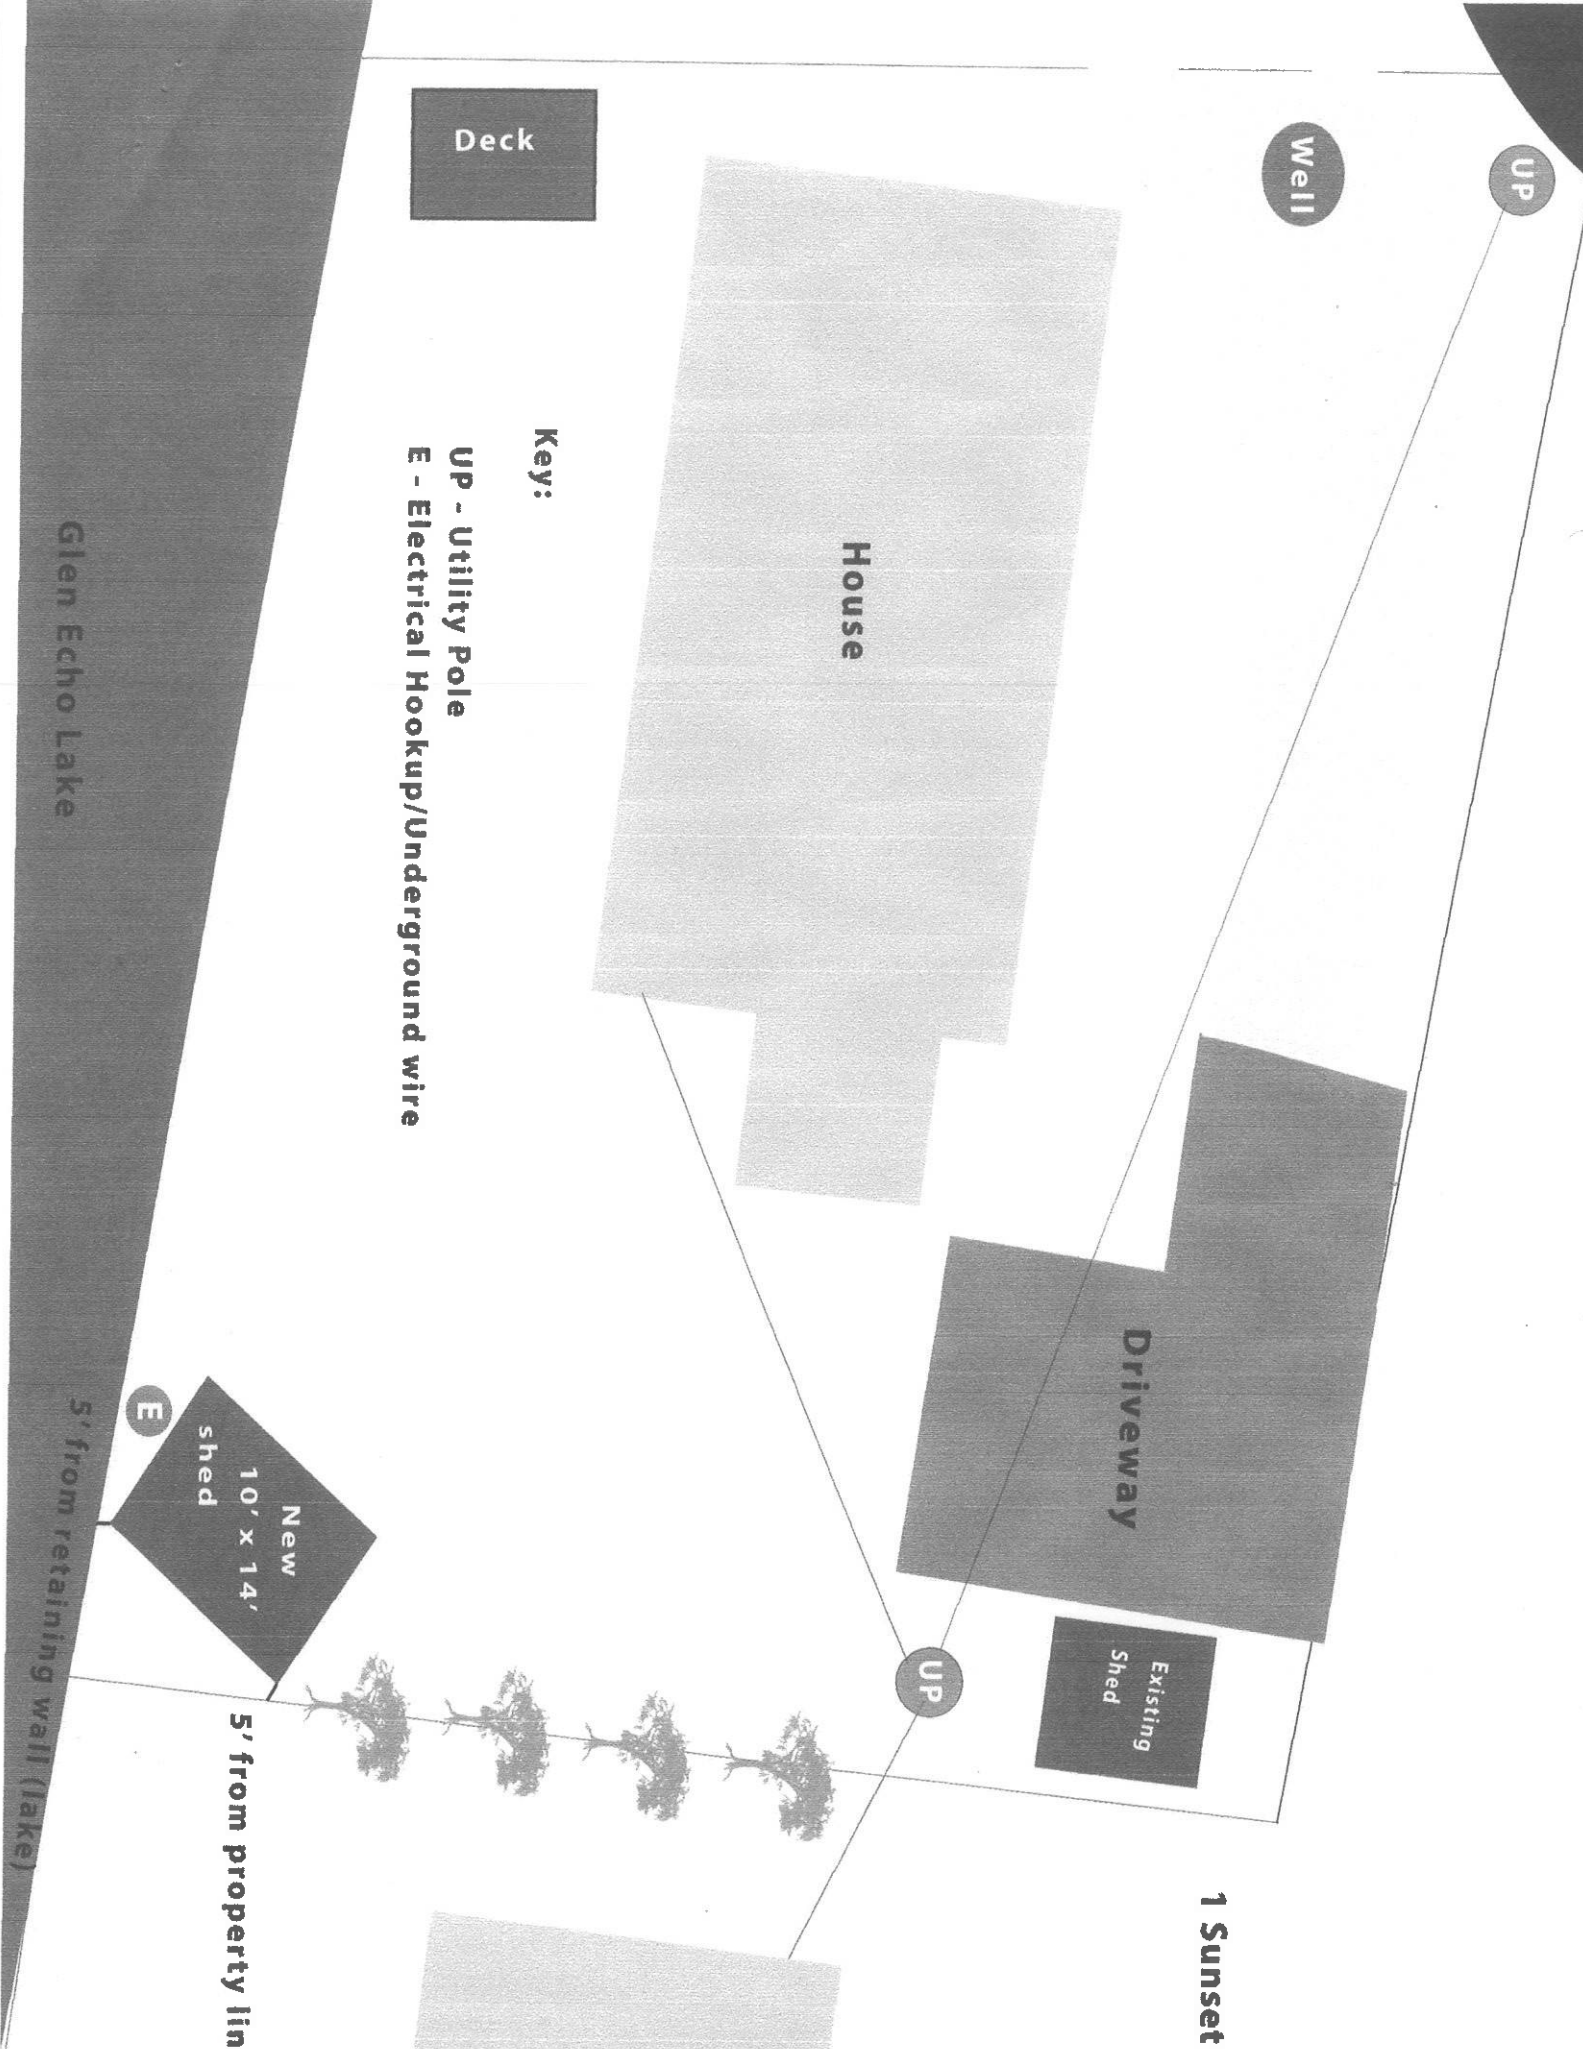 1 Sunset
UP
Well
Existing
Shed
Driveway
UP
House
Deck
Key:
UP - Utility Pole
E - Electrical Hookup/Underground wire
New
10' x 14'
shed
E
5' from property lin
Glen Echo Lake
5' from retaining wall (lake)